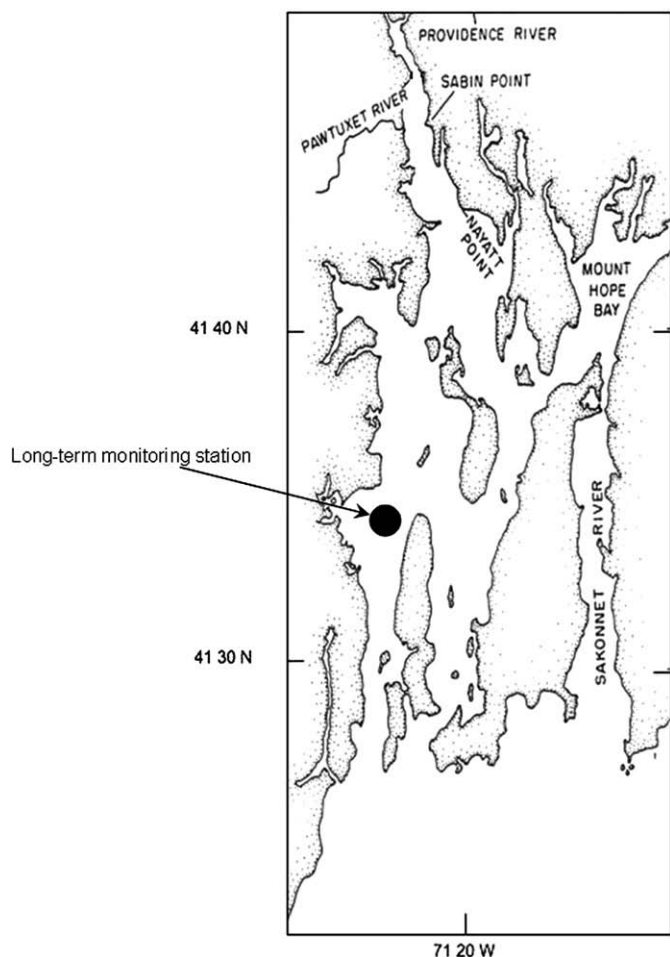 PROVIDENCE RIVER
SABIN POINT
PAWTUXET RIVER
NAYATT
POINT
MOUNT
HOPE
BAY
41 40 N
Long-term monitoring station
SAKONNET RIVER
41 30 N
71 20 W